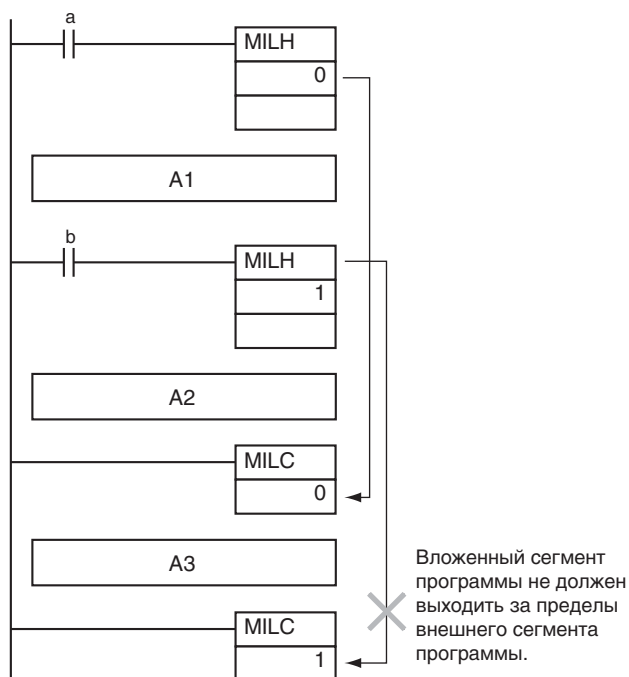 a
MILH
0
A1
b
MILH
1
A2
MILC
0
A3
Вложенный сегмент
программы не должен
выходить за пределы
внешнего сегмента
программы.
MILC
1